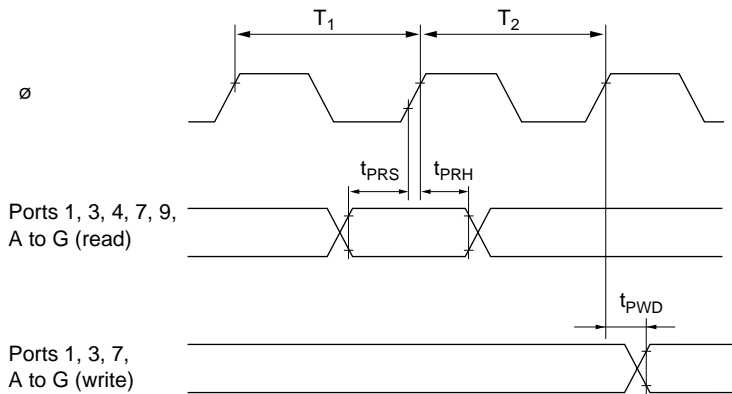 T1
T2
ø
tPRS
tPRH
Ports 1, 3, 4, 7, 9,
A to G (read)
tPWD
Ports 1, 3, 7,
A to G (write)